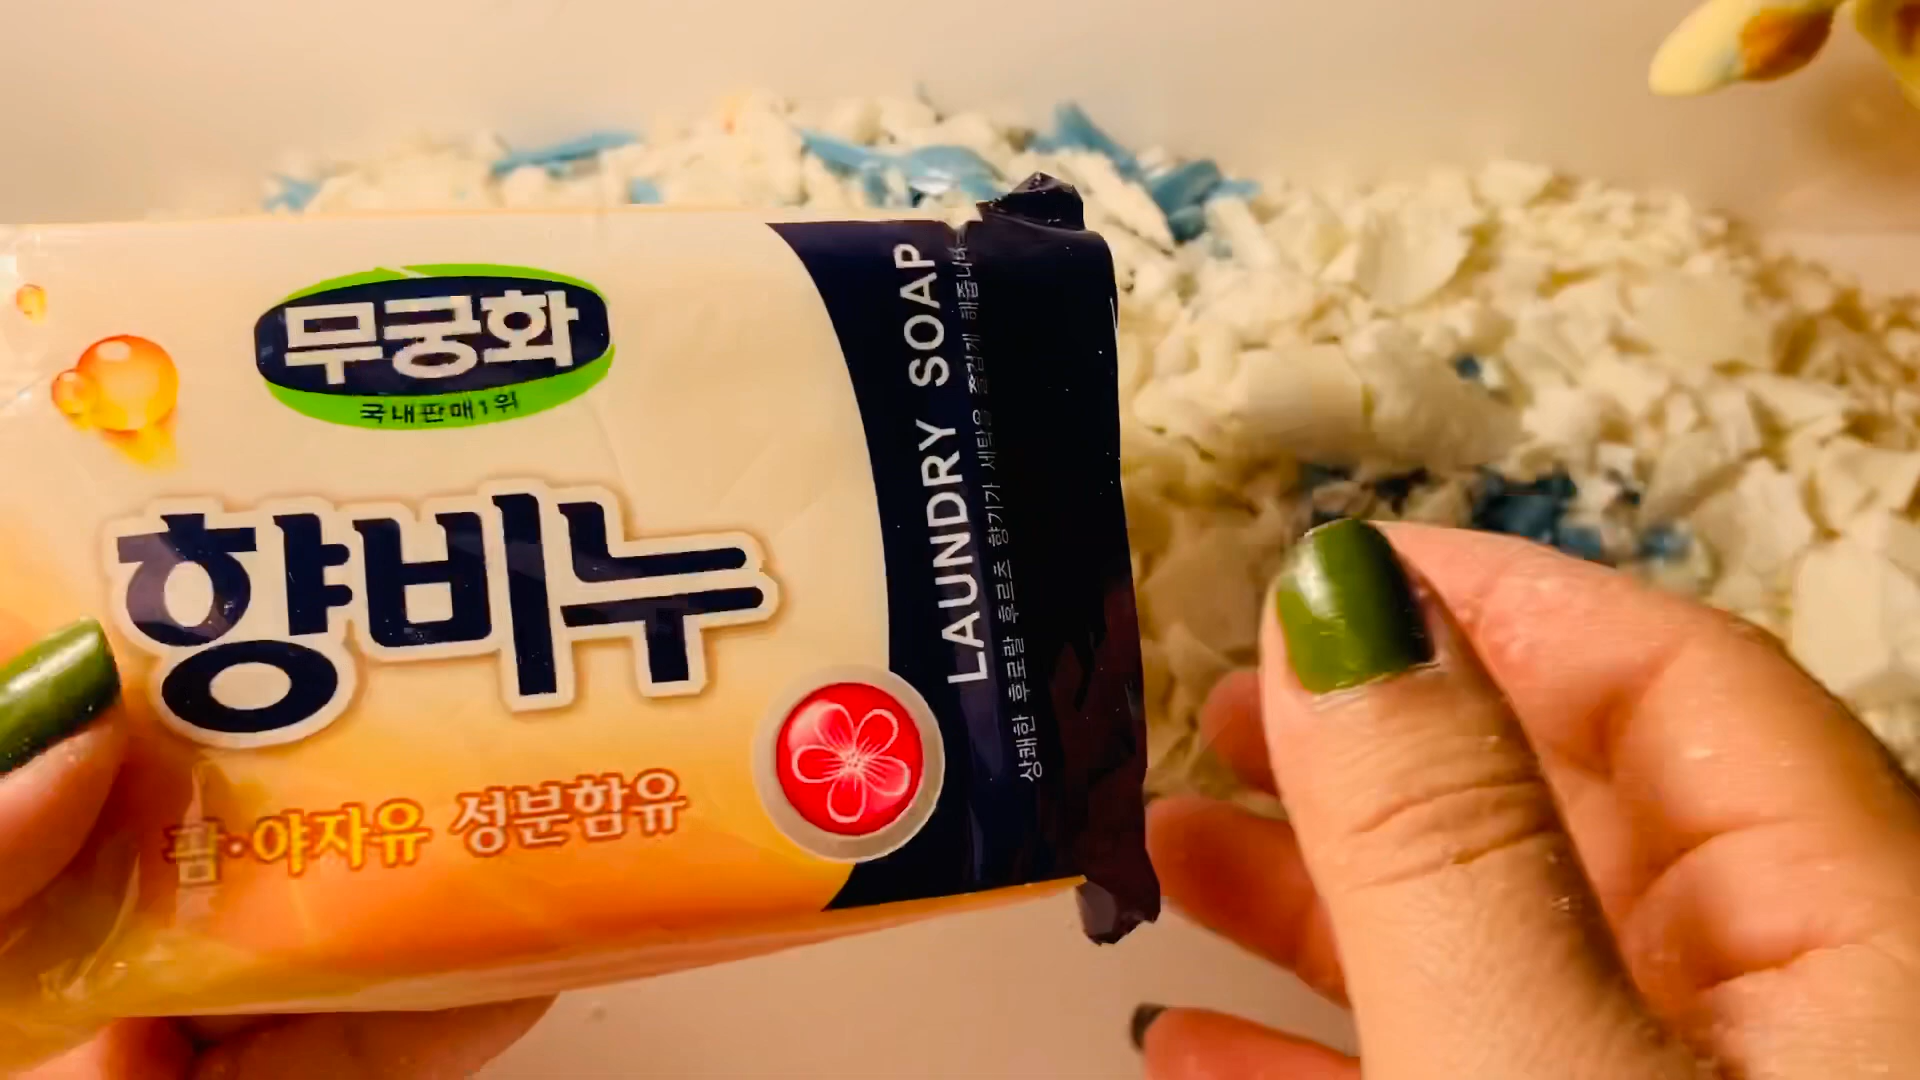 무궁화
국내판매1위
향비누
팜·야자유 성분함유
LAUNDRY SOAP
상쾌한 후로랄 후르츠 향기가 세탁을 즐겁게 해줍니다